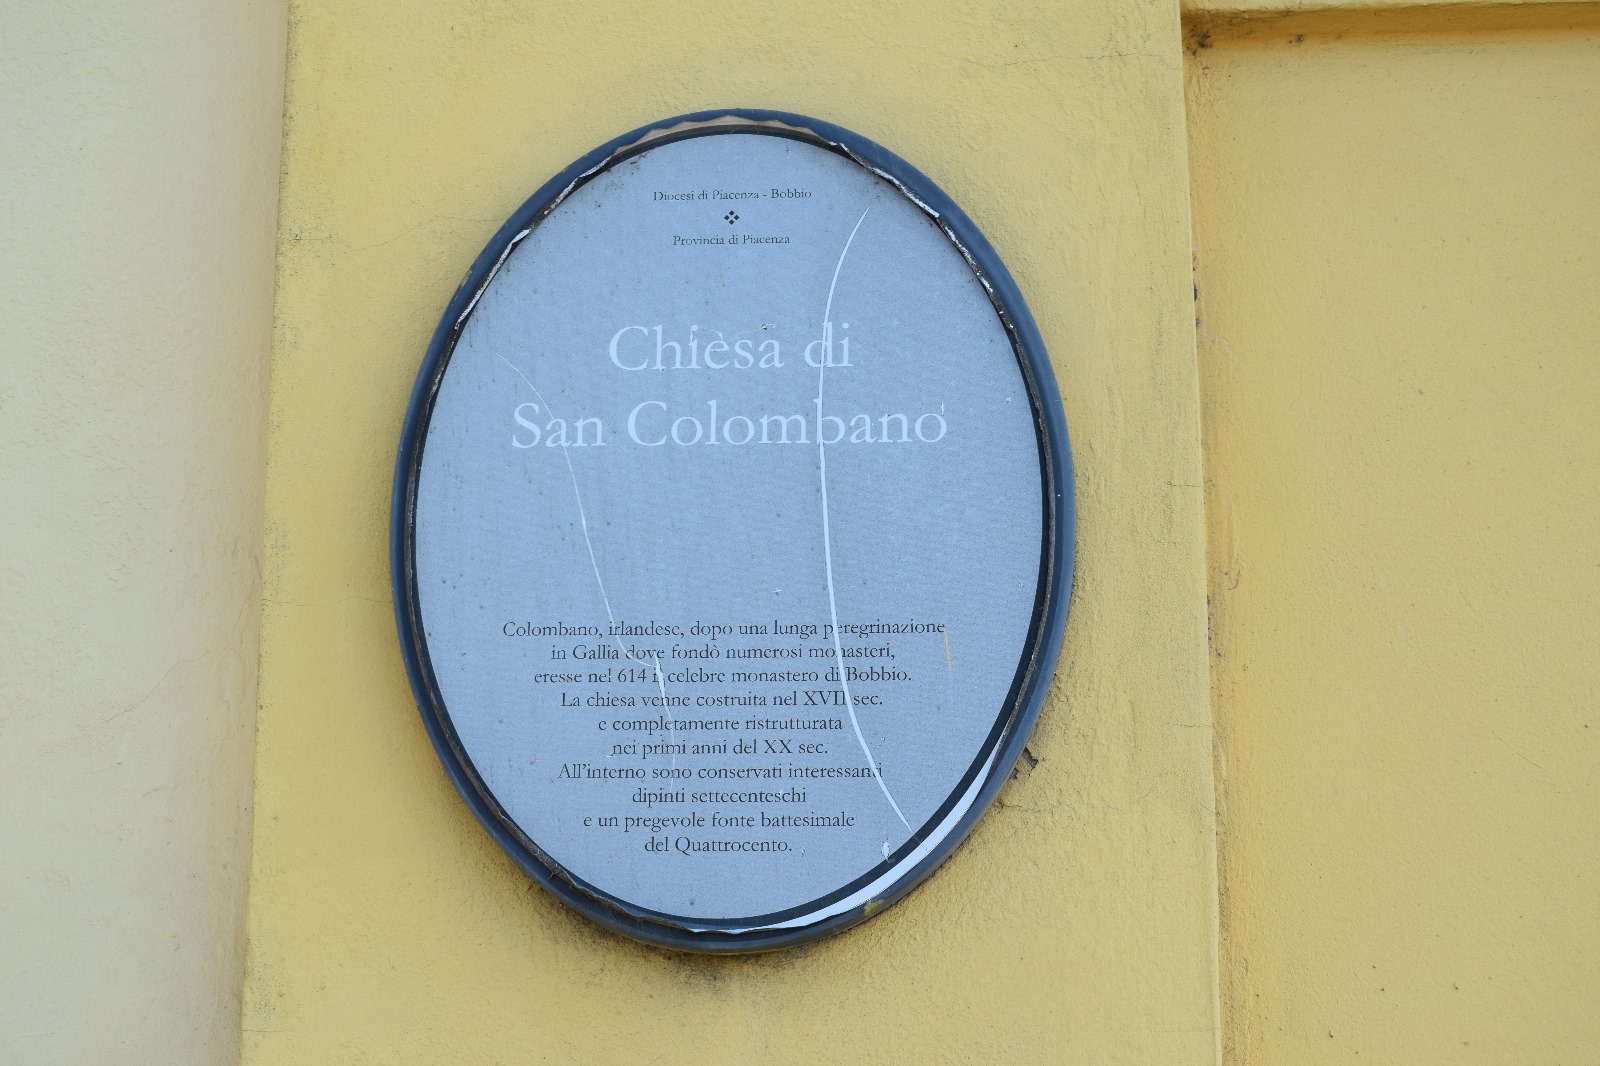 Diocesi di Piacenza - Bobbio
Provincia di Piacenza
Chiesa di
San Colombano
Colombano, irlandese, dopo una lunga peregrinazione
in Gallia dove fondò numerosi monasteri,
eresse nel 614 il celebre monastero di Bobbio.
La chiesa venne costruita nel XVII sec.
e completamente ristrutturata
nei primi anni del XX sec.
All'interno sono conservati interessanti
dipinti settecenteschi
e un pregevole fonte battesimale
del Quattrocento.